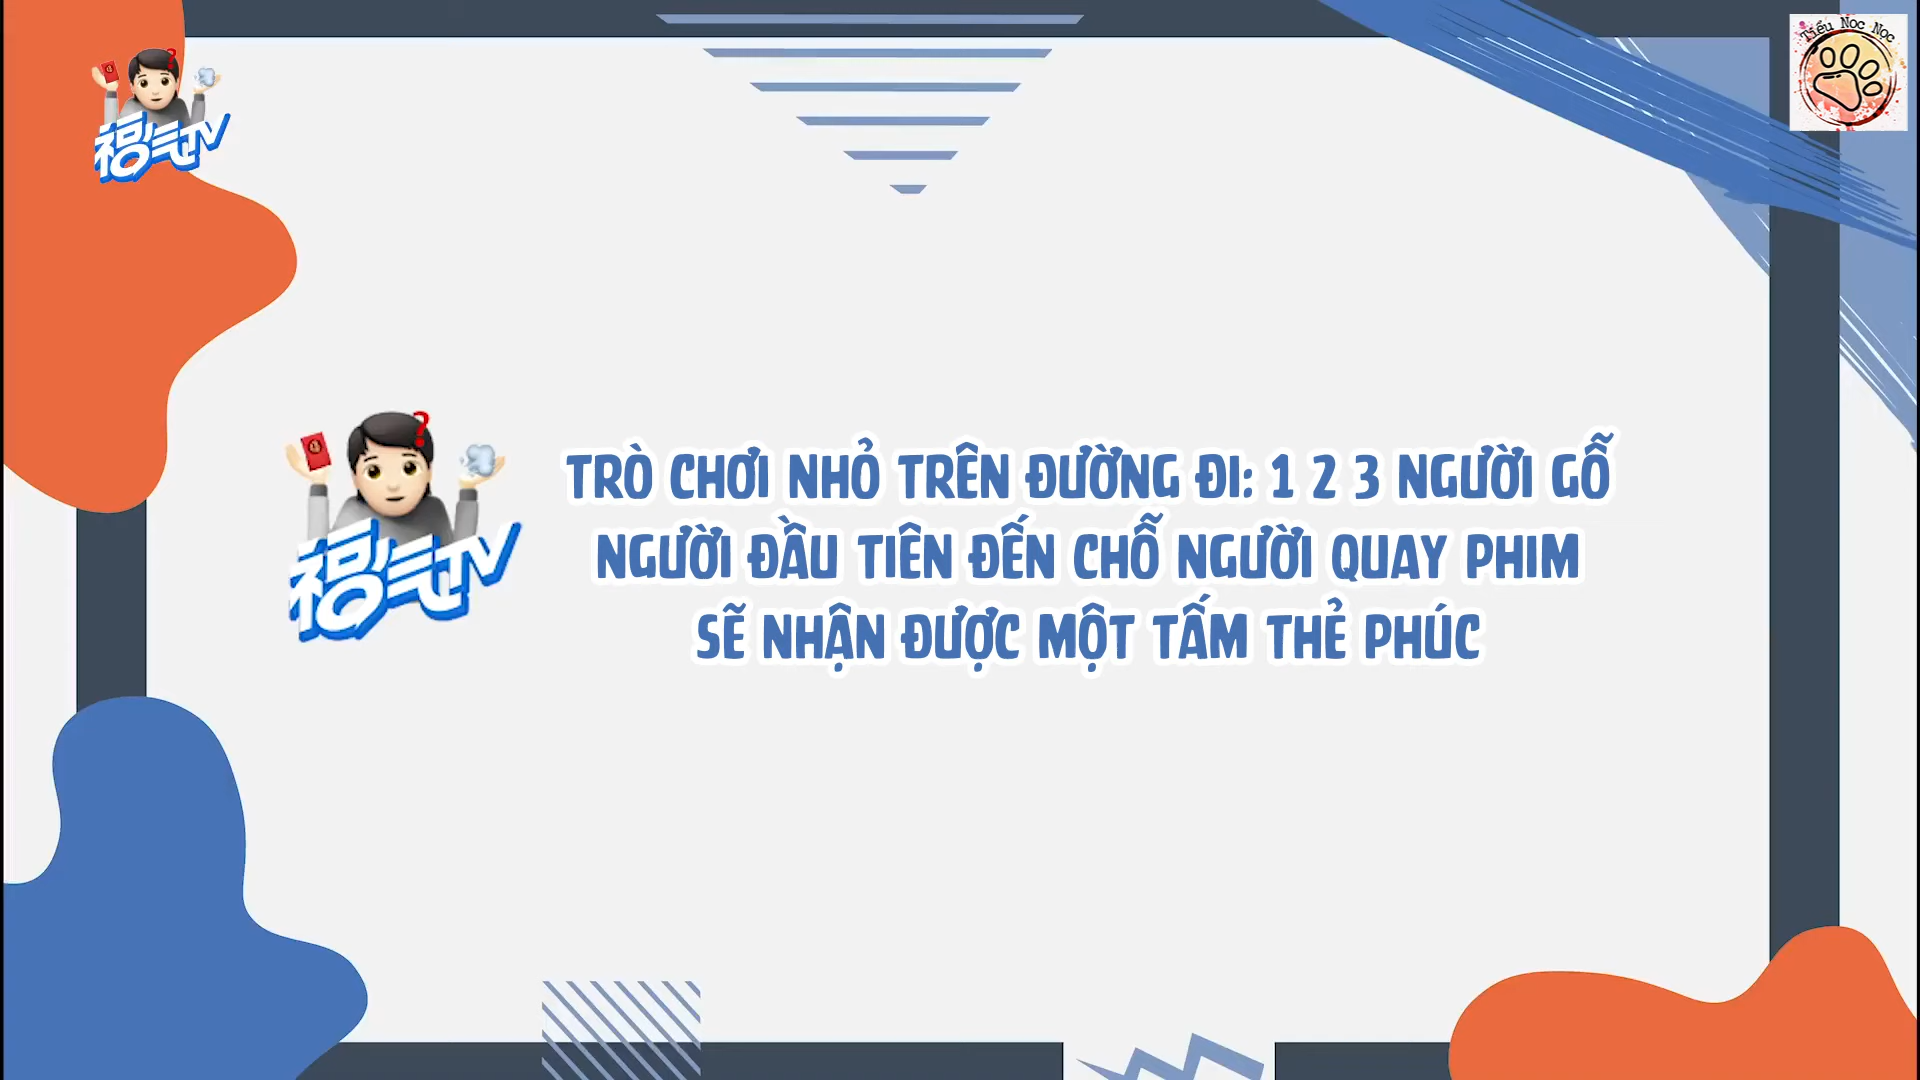 福气TV
Tiểu Nọc Nọc
?
福气TV
TRÒ CHƠI NHỎ TRÊN ĐƯỜNG ĐI: 1 2 3 NGƯỜI GỖ
NGƯỜI ĐẦU TIÊN ĐẾN CHỖ NGƯỜI QUAY PHIM
SẼ NHẬN ĐƯỢC MỘT TẤM THẺ PHÚC